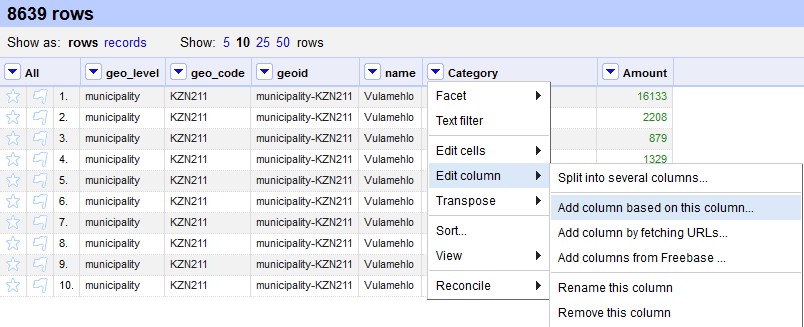 8639 rows
Show as: rows records Show: 5 10 25 50 rows
All geo_level geo_code geoid name Category Amount
1. municipality KZN211 municipality-KZN211 Vulamehlo 16133
2. municipality KZN211 municipality-KZN211 Vulamehlo 2208
3. municipality KZN211 municipality-KZN211 Vulamehlo 879
4. municipality KZN211 municipality-KZN211 Vulamehlo 1329
5. municipality KZN211 municipality-KZN211 Vulamehlo
6. municipality KZN211 municipality-KZN211 Vulamehlo
7. municipality KZN211 municipality-KZN211 Vulamehlo
8. municipality KZN211 municipality-KZN211 Vulamehlo
9. municipality KZN211 municipality-KZN211 Vulamehlo
10. municipality KZN211 municipality-KZN211 Vulamehlo
Facet
Text filter
Edit cells
Edit column
Transpose
Sort...
View
Reconcile
Split into several columns...
Add column based on this column...
Add column by fetching URLs...
Add columns from Freebase ...
Rename this column
Remove this column